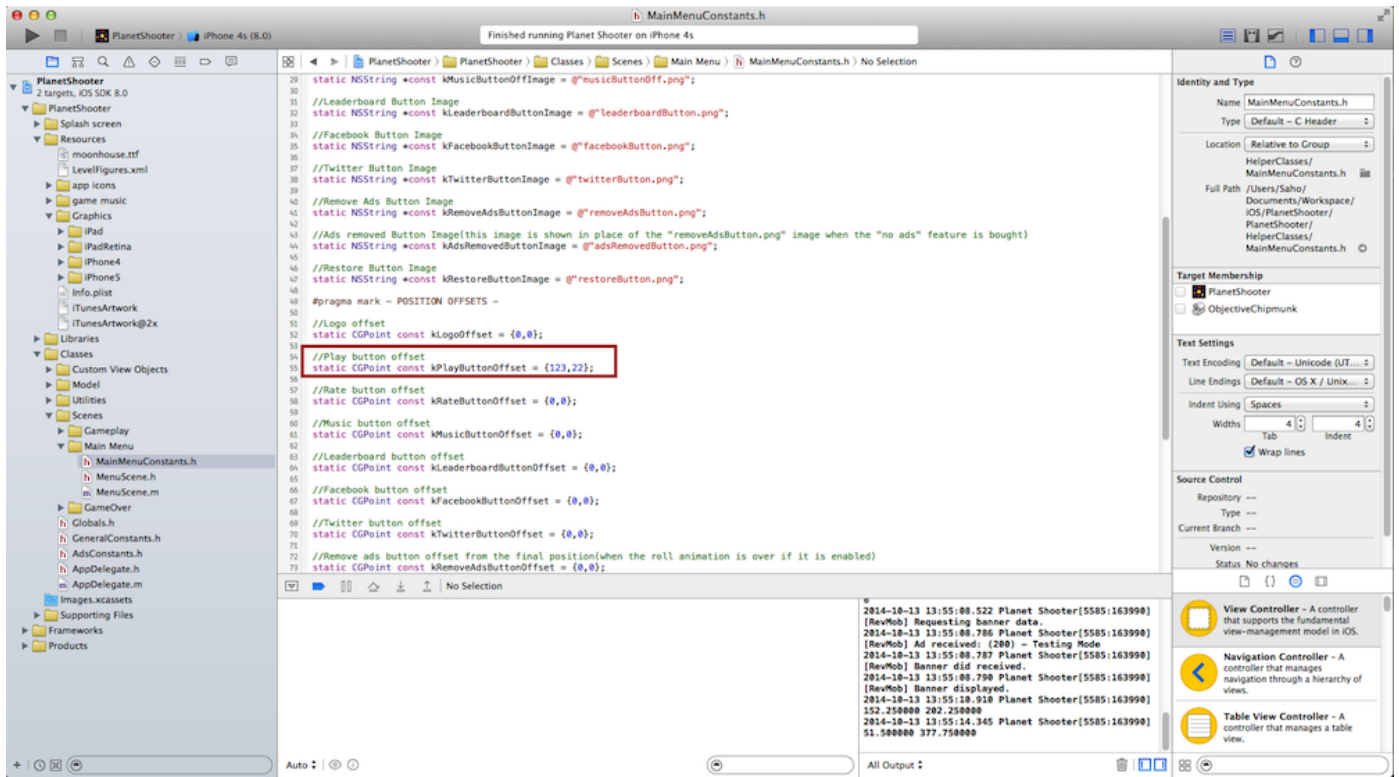 MainMenuConstants.h
PlanetShooter
iPhone 4s (8.0)
Finished running Planet Shooter on iPhone 4s
PlanetShooter
2 targets, iOS SDK 8.0
PlanetShooter
Splash screen
Resources
moonhouse.ttf
LevelFigures.xml
app icons
game music
Graphics
iPad
iPadRetina
iPhone4
iPhone5
Info.plist
iTunesArtwork
iTunesArtwork@2x
Libraries
Classes
Custom View Objects
Model
Utilities
Scenes
Gameplay
Main Menu
MainMenuConstants.h
MenuScene.h
MenuScene.m
GameOver
Globals.h
GeneralConstants.h
AdsConstants.h
AppDelegate.h
AppDelegate.m
Images.xcassets
Supporting Files
Frameworks
Products
PlanetShooter PlanetShooter Classes Scenes Main Menu MainMenuConstants.h No Selection
29 static NSString *const kMusicButtonOffImage = @"musicButtonOff.png";
30
31 //Leaderboard Button Image
32 static NSString *const kLeaderboardButtonImage = @"leaderboardButton.png";
33
34 //Facebook Button Image
35 static NSString *const kFacebookButtonImage = @"facebookButton.png";
36
37 //Twitter Button Image
38 static NSString *const kTwitterButtonImage = @"twitterButton.png";
39
40 //Remove Ads Button Image
41 static NSString *const kRemoveAdsButtonImage = @"removeAdsButton.png";
42
43 //Ads removed Button Image(this image is shown in place of the "removeAdsButton.png" image when the "no ads" feature is bought)
44 static NSString *const kAdsRemovedButtonImage = @"adsRemovedButton.png";
45
46 //Restore Button Image
47 static NSString *const kRestoreButtonImage = @"restoreButton.png";
48
49 #pragma mark - POSITION OFFSETS -
50
51 //Logo offset
52 static CGPoint const kLogoOffset = {0,0};
53
54 //Play button offset
55 static CGPoint const kPlayButtonOffset = {123,22};
56
57 //Rate button offset
58 static CGPoint const kRateButtonOffset = {0,0};
59
60 //Music button offset
61 static CGPoint const kMusicButtonOffset = {0,0};
62
63 //Leaderboard button offset
64 static CGPoint const kLeaderboardButtonOffset = {0,0};
65
66 //Facebook button offset
67 static CGPoint const kFacebookButtonOffset = {0,0};
68
69 //Twitter button offset
70 static CGPoint const kTwitterButtonOffset = {0,0};
71
72 //Remove ads button offset from the final position(when the roll animation is over if it is enabled)
73 static CGPoint const kRemoveAdsButtonOffset = {0,0};
No Selection
2014-10-13 13:55:08.522 Planet Shooter[5585:163990]
[RevMob] Requesting banner data.
2014-10-13 13:55:08.786 Planet Shooter[5585:163990]
[RevMob] Ad received: (200) - Testing Mode
2014-10-13 13:55:08.787 Planet Shooter[5585:163990]
[RevMob] Banner did received.
2014-10-13 13:55:08.790 Planet Shooter[5585:163990]
[RevMob] Banner displayed.
2014-10-13 13:55:10.910 Planet Shooter[5585:163990]
152.250000 202.250000
2014-10-13 13:55:14.345 Planet Shooter[5585:163990]
51.500000 377.750000
Auto
All Output
Identity and Type
Name MainMenuConstants.h
Type Default - C Header
Location Relative to Group
HelperClasses/
MainMenuConstants.h
Full Path /Users/Saho/
Documents/Workspace/
iOS/PlanetShooter/
PlanetShooter/
HelperClasses/
MainMenuConstants.h
Target Membership
PlanetShooter
ObjectiveChipmunk
Text Settings
Text Encoding Default - Unicode (UT...
Line Endings Default - OS X / Unix...
Indent Using Spaces
Widths 4 4
Tab Indent
Wrap lines
Source Control
Repository --
Type --
Current Branch --
Version --
Status No changes
View Controller - A controller
that supports the fundamental
view-management model in iOS.
Navigation Controller - A
controller that manages
navigation through a hierarchy of
views.
Table View Controller - A
controller that manages a table
view.